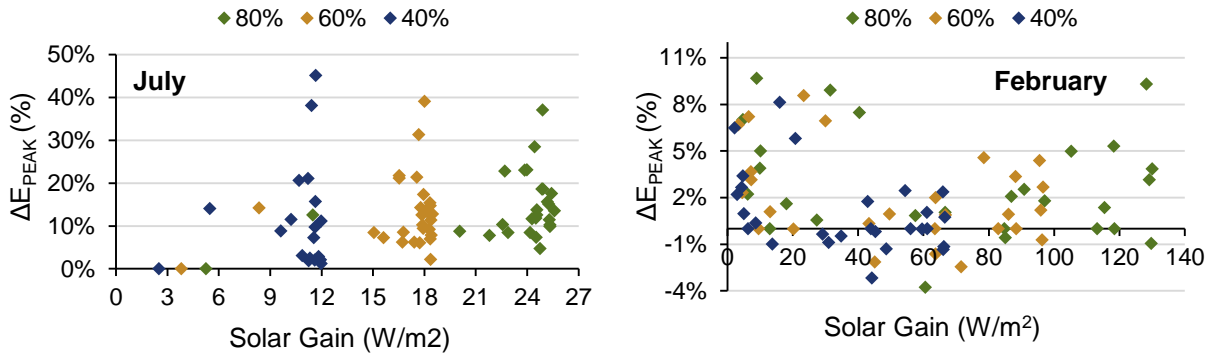 80% 60% 40%
50%
40%
30%
20%
10%
0%
ΔE_PEAK (%)
July
0 3 6 9 12 15 18 21 24 27
Solar Gain (W/m2)
80% 60% 40%
11%
8%
5%
2%
-1%
-4%
ΔE_PEAK (%)
February
0 20 40 60 80 100 120 140
Solar Gain (W/m²)